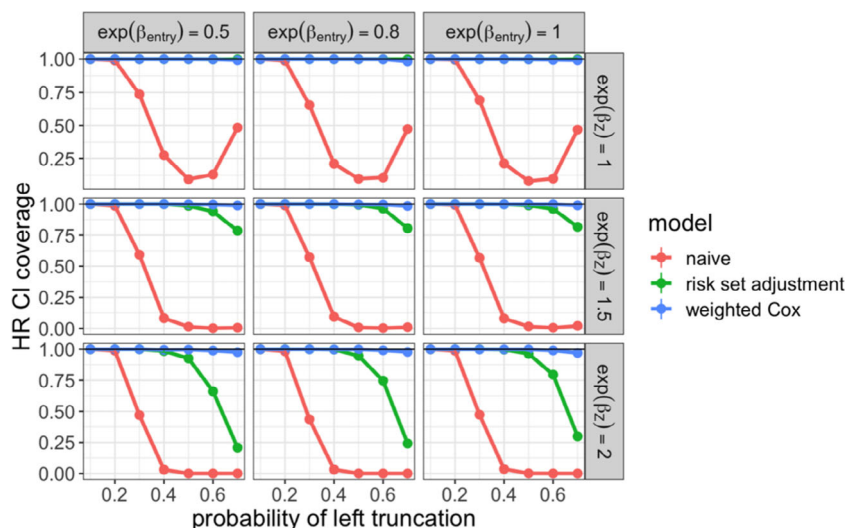 exp(βentry) = 0.5 exp(βentry) = 0.8 exp(βentry) = 1
1.00
0.75
0.50
0.25
exp(βz) = 1
1.00
0.75
0.50
0.25
0.00
exp(βz) = 1.5
1.00
0.75
0.50
0.25
0.00
exp(βz) = 2
HR CI coverage
0.2 0.4 0.6 0.2 0.4 0.6 0.2 0.4 0.6
probability of left truncation
model
naive
risk set adjustment
weighted Cox